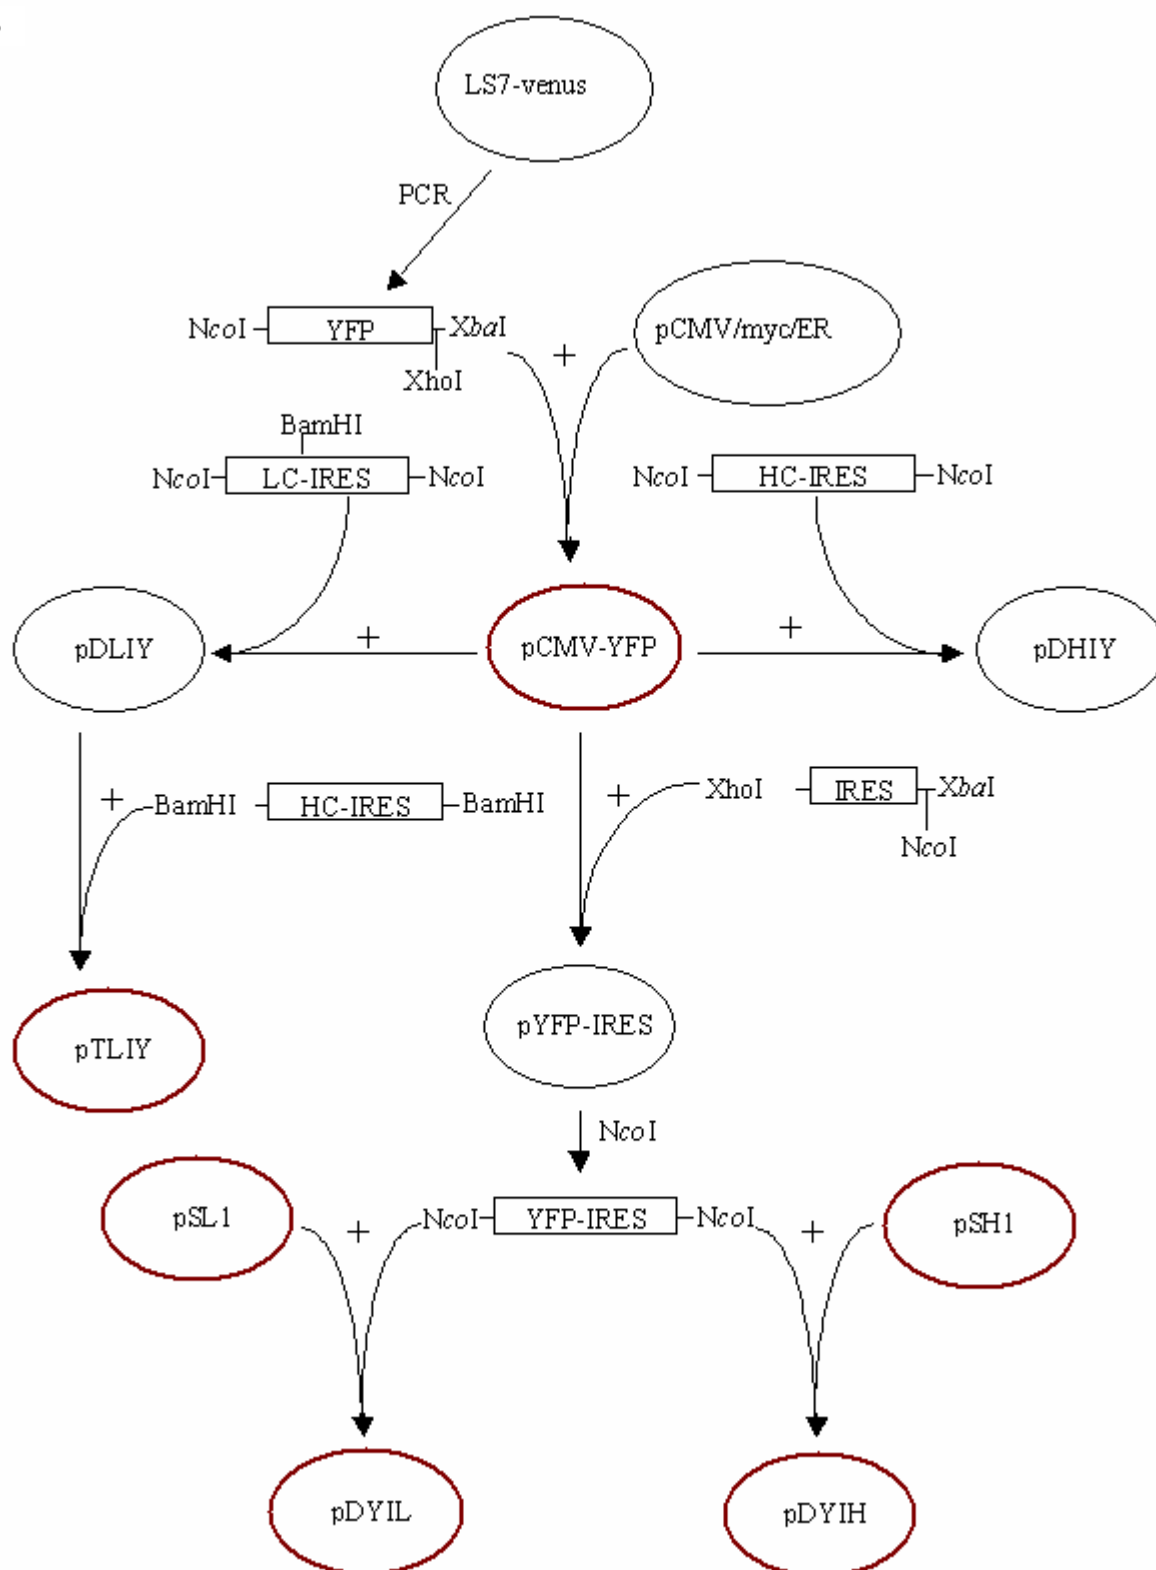 LS7-venus
PCR
NcoI
YFP
XbaI
XhoI
+
pCMV/myc/ER
BamHI
NcoI
LC-IRES
NcoI
NcoI
HC-IRES
NcoI
pDLIY
+
pCMV-YFP
+
pDHIY
+
BamHI
HC-IRES
BamHI
+
XhoI
IRES
XbaI
NcoI
pTLIY
pYFP-IRES
NcoI
pSL1
+
NcoI
YFP-IRES
NcoI
+
pSH1
pDYIL
pDYIH